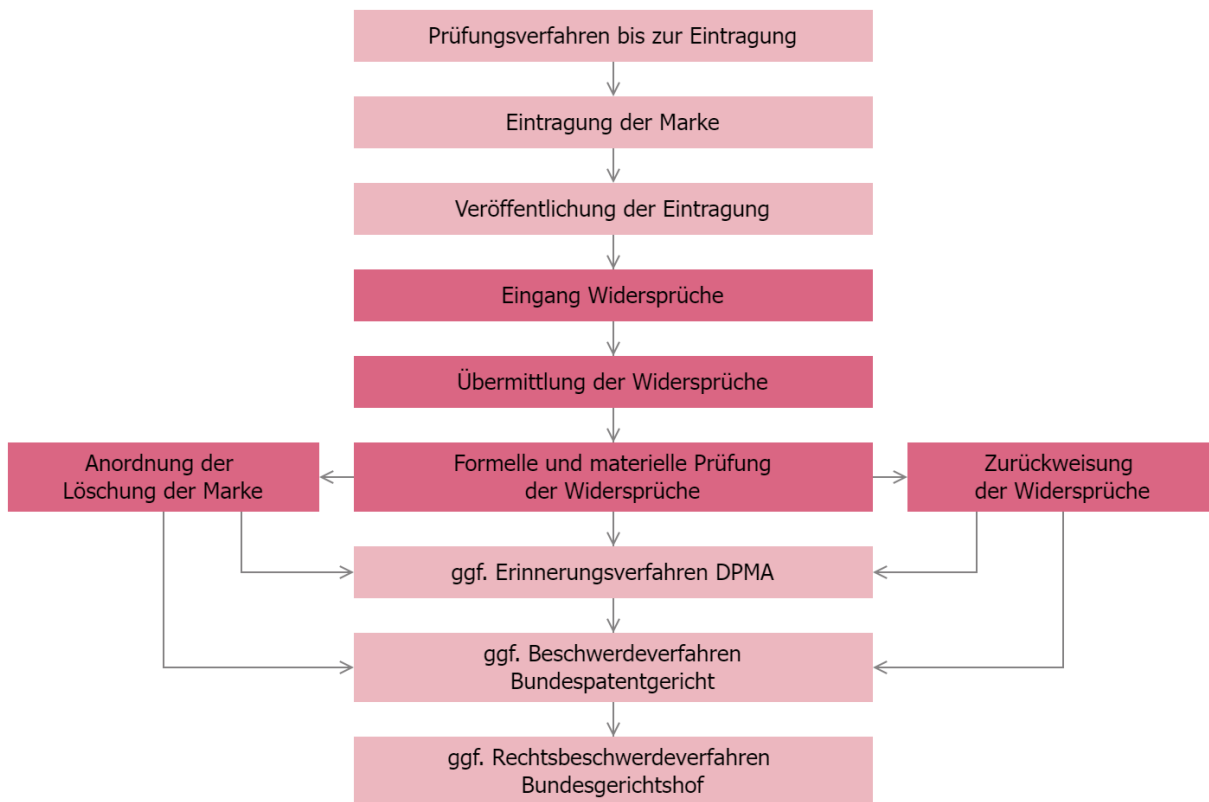 Prüfungsverfahren bis zur Eintragung
Eintragung der Marke
Veröffentlichung der Eintragung
Eingang Widersprüche
Übermittlung der Widersprüche
Anordnung der
Löschung der Marke
Formelle und materielle Prüfung
der Widersprüche
Zurückweisung
der Widersprüche
ggf. Erinnerungsverfahren DPMA
ggf. Beschwerdeverfahren
Bundespatentgericht
ggf. Rechtsbeschwerdeverfahren
Bundesgerichtshof